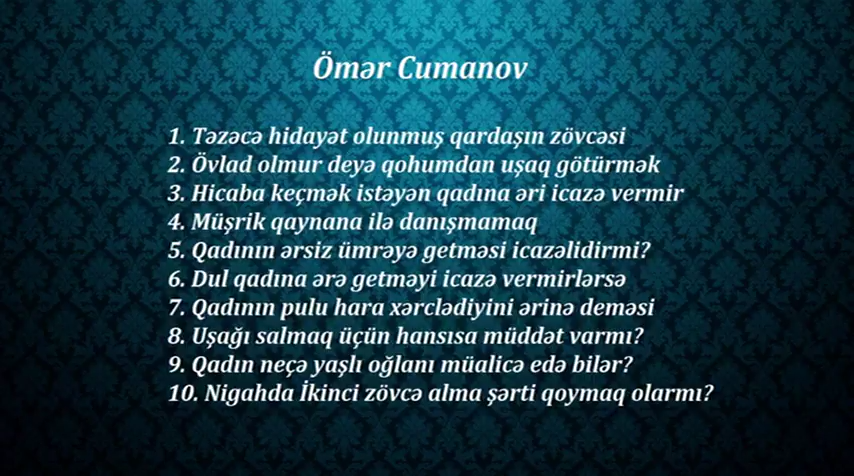 Ömər Cumanov
1. Təzəcə hidayət olunmuş qardaşın zövcəsi
2. Övlad olmur deyə qohumdan uşaq götürmək
3. Hicaba keçmək istəyən qadına əri icazə vermir
4. Müşrik qaynana ilə danışmamaq
5. Qadının ərsiz ümrəyə getməsi icazəlidirmi?
6. Dul qadına ərə getməyi icazə vermirlərsə
7. Qadının pulu hara xərclədiyini ərinə deməsi
8. Uşağı salmaq üçün hansısa müddət varmı?
9. Qadın neçə yaşlı oğlanı müalicə edə bilər?
10. Nigahda İkinci zövcə alma şərti qoymaq olarmı?